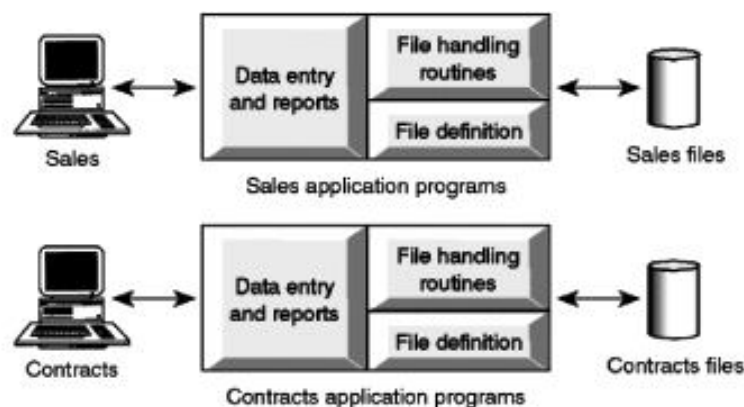 Data entry
and reports
File handling
routines
File definition
Sales
Sales files
Sales application programs
Data entry
and reports
File handling
routines
File definition
Contracts
Contracts files
Contracts application programs